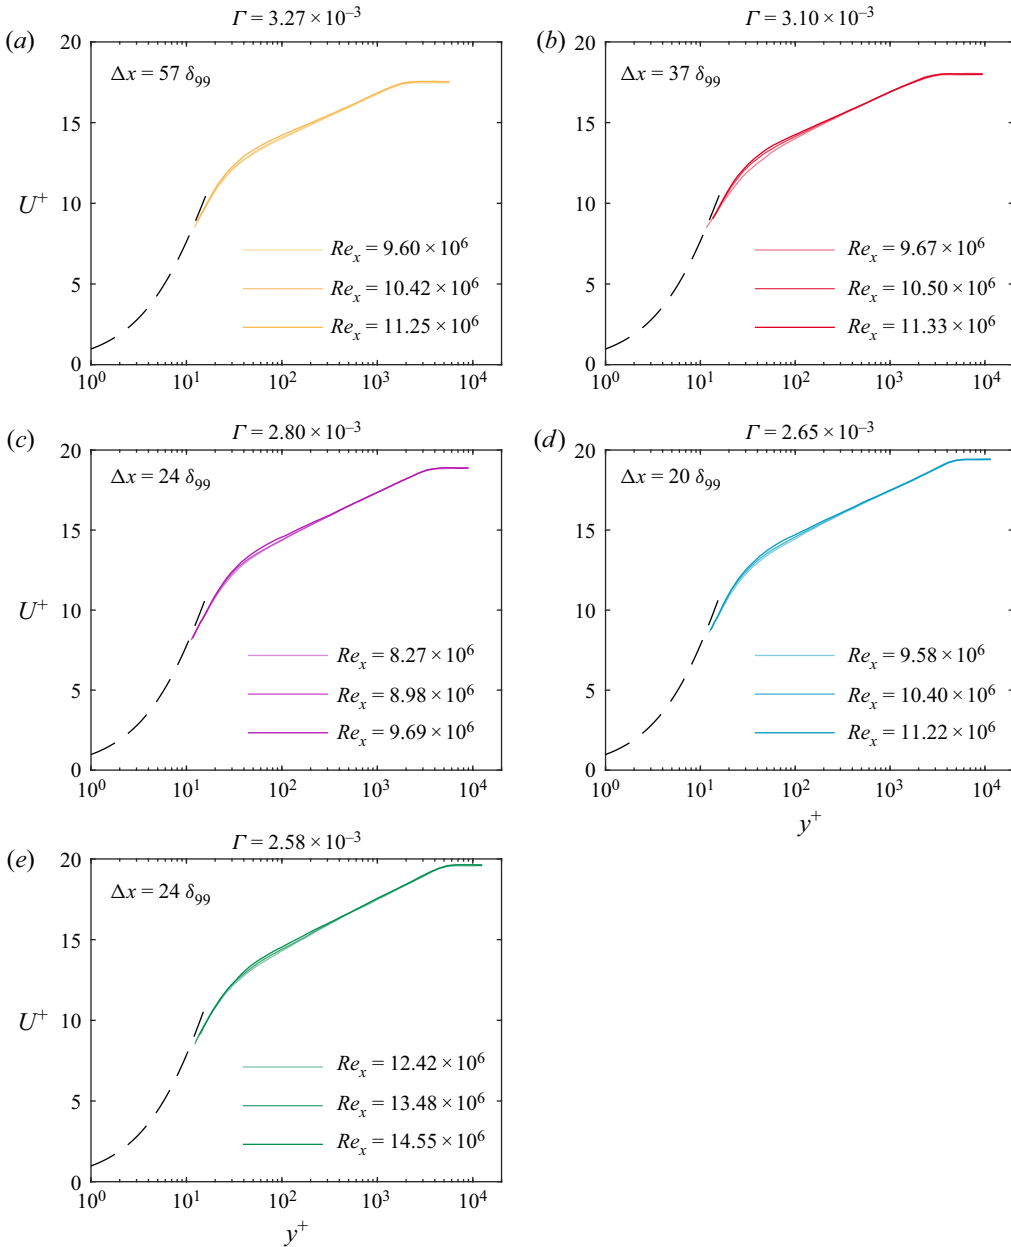 Γ = 3.27 × 10⁻³
(a)
Δx = 57 δ₉₉
20
15
10
5
0
U⁺
Reₓ = 9.60 × 10⁶
Reₓ = 10.42 × 10⁶
Reₓ = 11.25 × 10⁶
10⁰ 10¹ 10² 10³ 10⁴
Γ = 3.10 × 10⁻³
(b)
Δx = 37 δ₉₉
20
15
10
5
0
Reₓ = 9.67 × 10⁶
Reₓ = 10.50 × 10⁶
Reₓ = 11.33 × 10⁶
10⁰ 10¹ 10² 10³ 10⁴
Γ = 2.80 × 10⁻³
(c)
Δx = 24 δ₉₉
20
15
10
5
0
U⁺
Reₓ = 8.27 × 10⁶
Reₓ = 8.98 × 10⁶
Reₓ = 9.69 × 10⁶
10⁰ 10¹ 10² 10³ 10⁴
Γ = 2.65 × 10⁻³
(d)
Δx = 20 δ₉₉
20
15
10
5
0
Reₓ = 9.58 × 10⁶
Reₓ = 10.40 × 10⁶
Reₓ = 11.22 × 10⁶
10⁰ 10¹ 10² 10³ 10⁴
y⁺
Γ = 2.58 × 10⁻³
(e)
Δx = 24 δ₉₉
20
15
10
5
0
U⁺
Reₓ = 12.42 × 10⁶
Reₓ = 13.48 × 10⁶
Reₓ = 14.55 × 10⁶
10⁰ 10¹ 10² 10³ 10⁴
y⁺